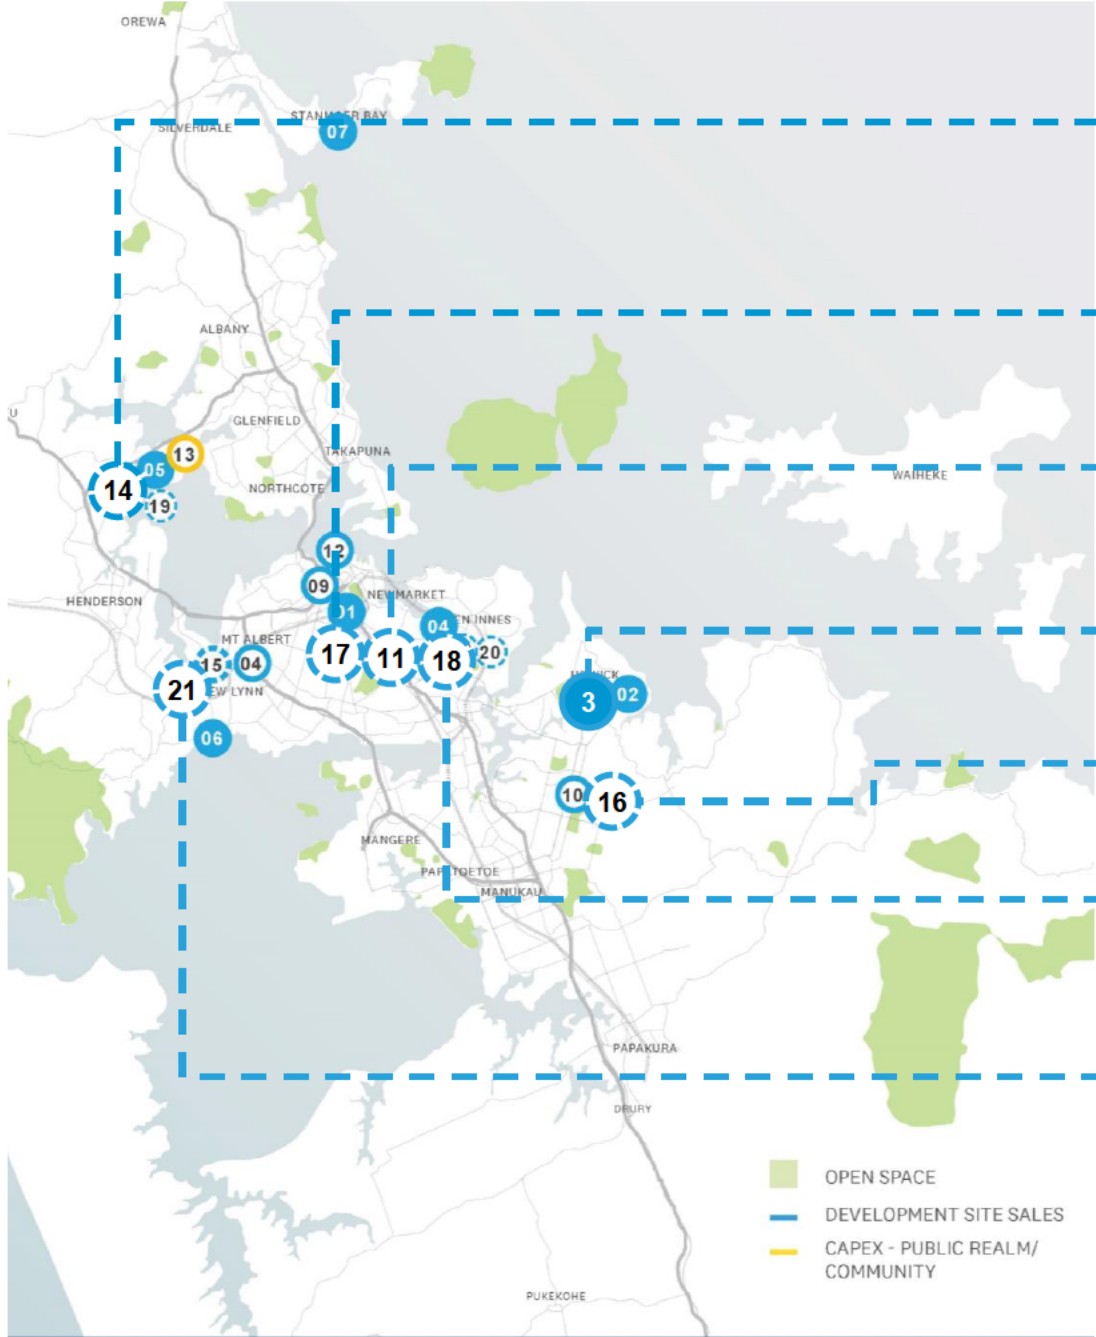 OREWA
SILVERDALE
07
ALBANY
GLENFIELD
13
TAKAPUNA
05
14
19
NORTHCOTE
WAIHEKE
12
09
HENDERSON
NEWMARKET
01
04
MT ALBERT
17
11
18
20
15
04
21
3
02
06
10
16
MANGERE
MANUKAU
PAPAKURA
DRURY
PUKEKOHE
OPEN SPACE
DEVELOPMENT SITE SALES
CAPEX - PUBLIC REALM/
COMMUNITY